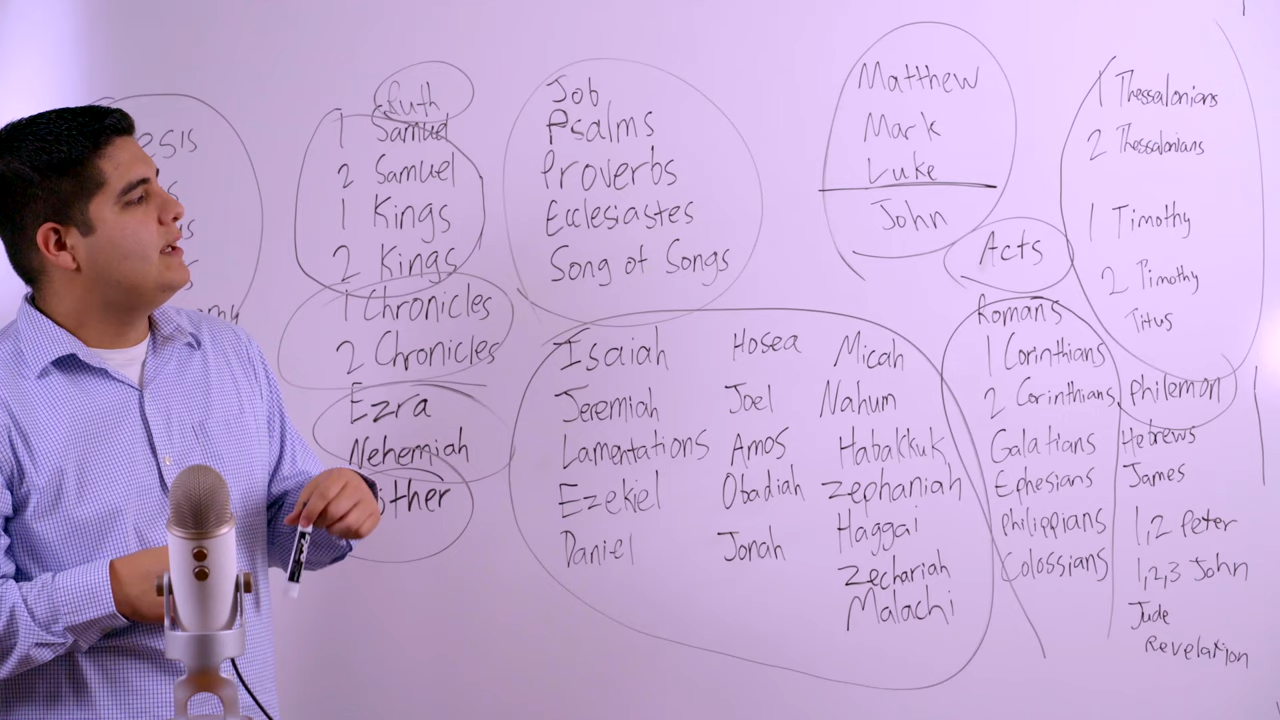 esis
Ruth
1 Samuel
2 Samuel
1 Kings
2 Kings
1 Chronicles
2 Chronicles
Ezra
Nehemiah
sther
Job
Psalms
Proverbs
Ecclesiastes
Song of Songs
Isaiah
Jeremiah
Lamentations
Ezekiel
Daniel
Hosea
Joel
Amos
Obadiah
Jonah
Micah
Nahum
Habakkuk
Zephaniah
Haggai
Zechariah
Malachi
Matthew
Mark
Luke
John
Acts
Romans
1 Corinthians
2 Corinthians
Galatians
Ephesians
Philippians
Colossians
1 Thessalonians
2 Thessalonians
1 Timothy
2 Timothy
Titus
Philemon
Hebrews
James
1,2 Peter
1,2,3 John
Jude
Revelation